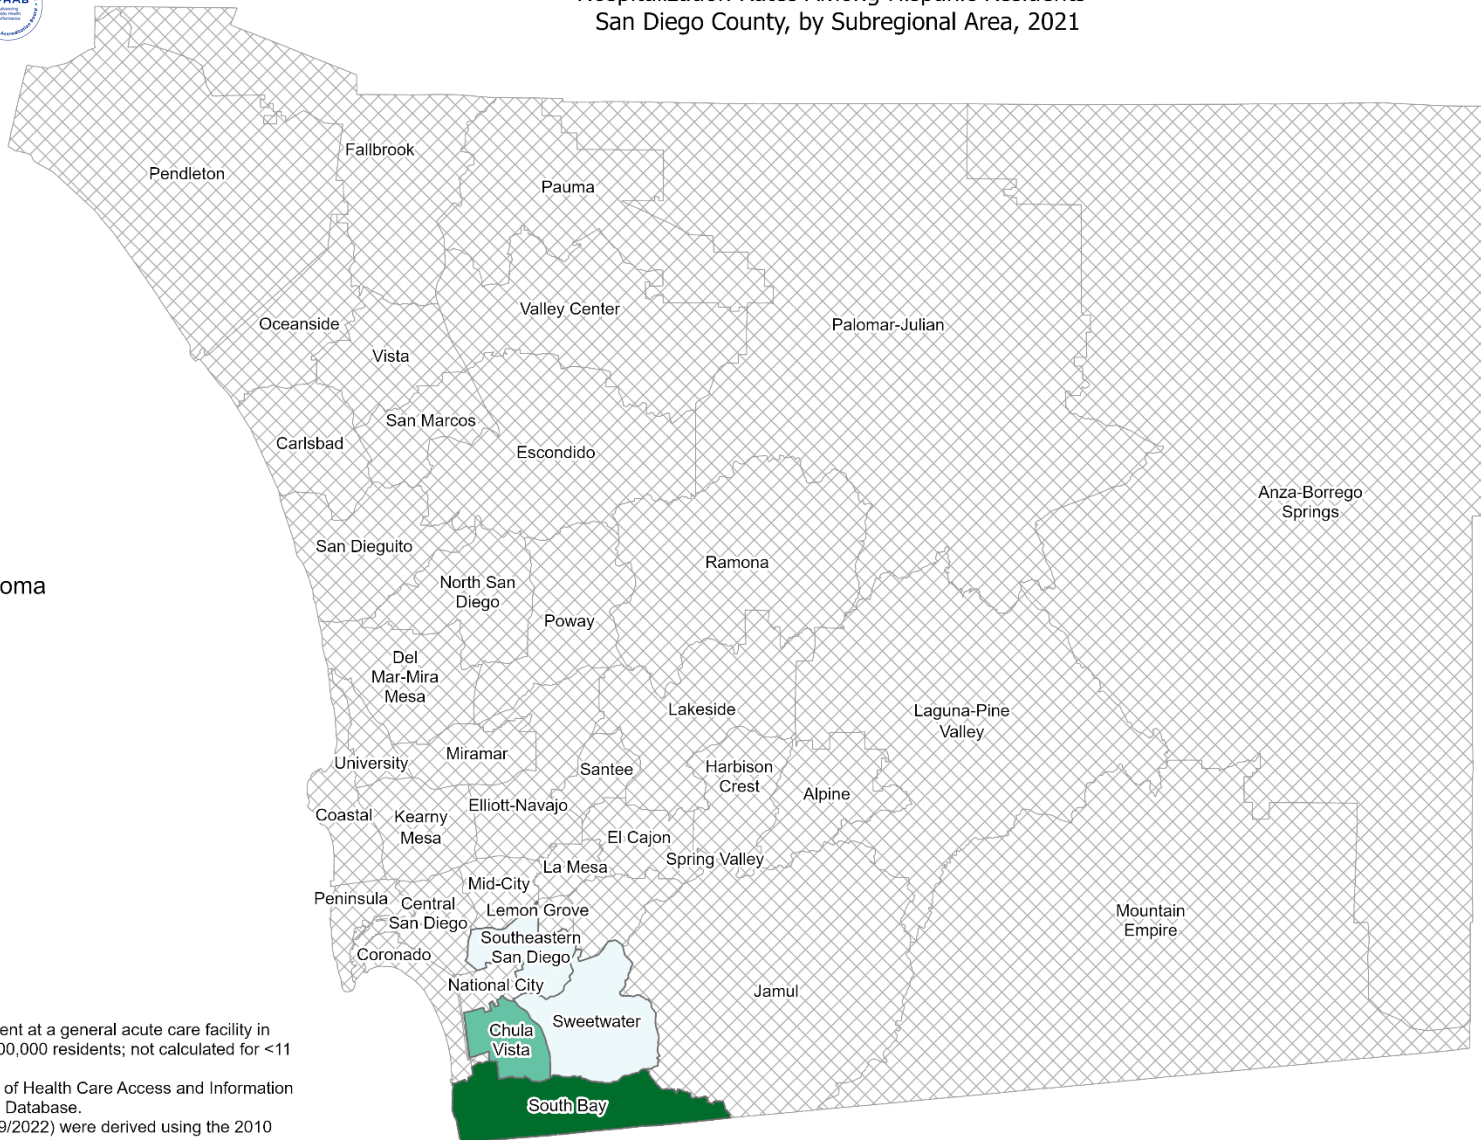 Hospitalization Rates Among Hispanic Residents
San Diego County, by Subregional Area, 2021
Fallbrook
Pendleton
Pauma
Valley Center
Oceanside
Palomar-Julian
Vista
San Marcos
Carlsbad
Escondido
Anza-Borrego
Springs
San Dieguito
Ramona
oma
North San
Diego
Poway
Del
Mar-Mira
Mesa
Lakeside
Laguna-Pine
Valley
Miramar
University
Santee
Harbison
Crest
Alpine
Elliott-Navajo
Coastal
Kearny
Mesa
El Cajon
Spring Valley
La Mesa
Mid-City
Peninsula
Central
San Diego
Lemon Grove
Mountain
Empire
Southeastern
San Diego
Coronado
National City
Jamul
Sweetwater
Chula
Vista
South Bay
ent at a general acute care facility in
00,000 residents; not calculated for <11
of Health Care Access and Information
Database.
9/2022) were derived using the 2010